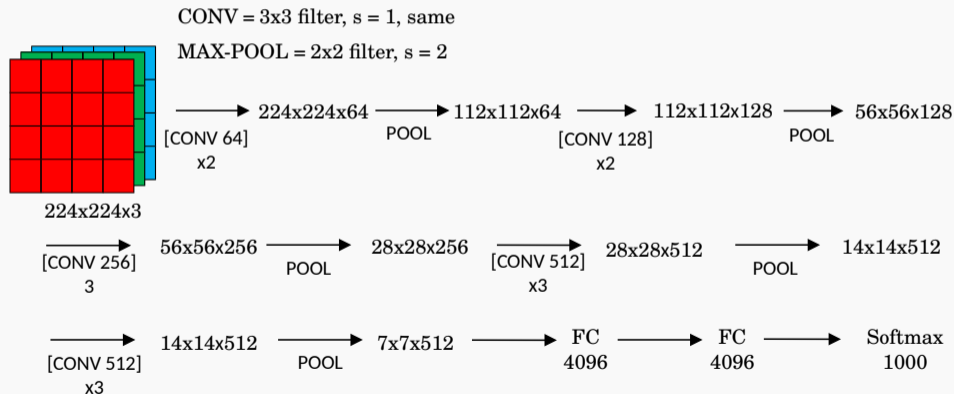 CONV = 3x3 filter, s = 1, same
MAX-POOL = 2x2 filter, s = 2
224x224x64 112x112x64 112x112x128 56x56x128
[CONV 64] POOL [CONV 128] POOL
x2 x2
224x224x3
56x56x256 28x28x256 28x28x512 14x14x512
[CONV 256] POOL [CONV 512] POOL
3 x3
14x14x512 7x7x512 FC FC Softmax
[CONV 512] POOL 4096 4096 1000
x3